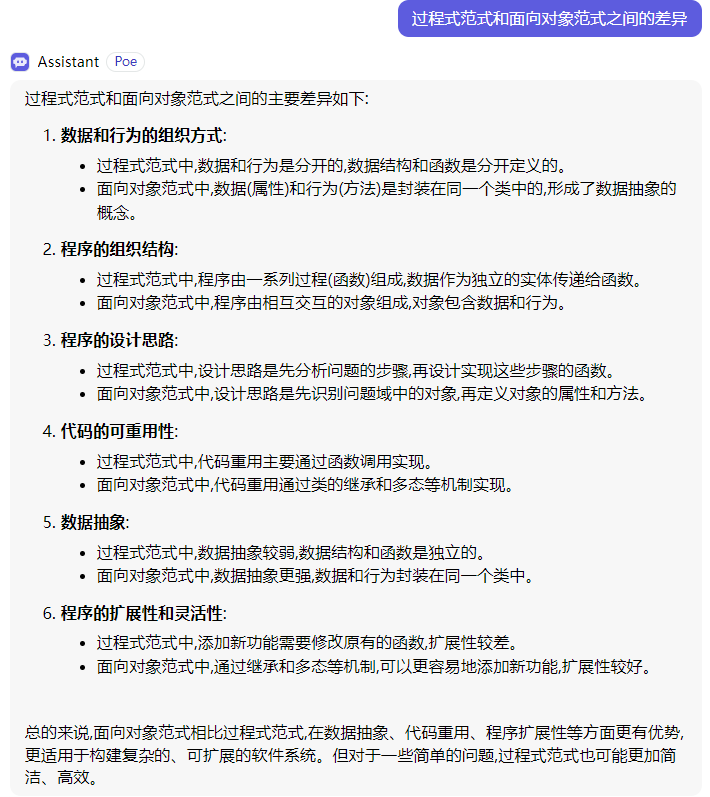 过程式范式和面向对象范式之间的差异
Assistant Poe
过程式范式和面向对象范式之间的主要差异如下:
1. 数据和行为的组织方式:
• 过程式范式中,数据和行为是分开的,数据结构和函数是分开定义的。
• 面向对象范式中,数据(属性)和行为(方法)是封装在同一个类中的,形成了数据抽象的
概念。
2. 程序的组织结构:
• 过程式范式中,程序由一系列过程(函数)组成,数据作为独立的实体传递给函数。
• 面向对象范式中,程序由相互交互的对象组成,对象包含数据和行为。
3. 程序的设计思路:
• 过程式范式中,设计思路是先分析问题的步骤,再设计实现这些步骤的函数。
• 面向对象范式中,设计思路是先识别问题域中的对象,再定义对象的属性和方法。
4. 代码的可重用性:
• 过程式范式中,代码重用主要通过函数调用实现。
• 面向对象范式中,代码重用通过类的继承和多态等机制实现。
5. 数据抽象:
• 过程式范式中,数据抽象较弱,数据结构和函数是独立的。
• 面向对象范式中,数据抽象更强,数据和行为封装在同一个类中。
6. 程序的扩展性和灵活性:
• 过程式范式中,添加新功能需要修改原有的函数,扩展性较差。
• 面向对象范式中,通过继承和多态等机制,可以更容易地添加新功能,扩展性较好。
总的来说,面向对象范式相比过程式范式,在数据抽象、代码重用、程序扩展性等方面更有优势,
更适用于构建复杂的、可扩展的软件系统。但对于一些简单的问题,过程式范式也可能更加简
洁、高效。